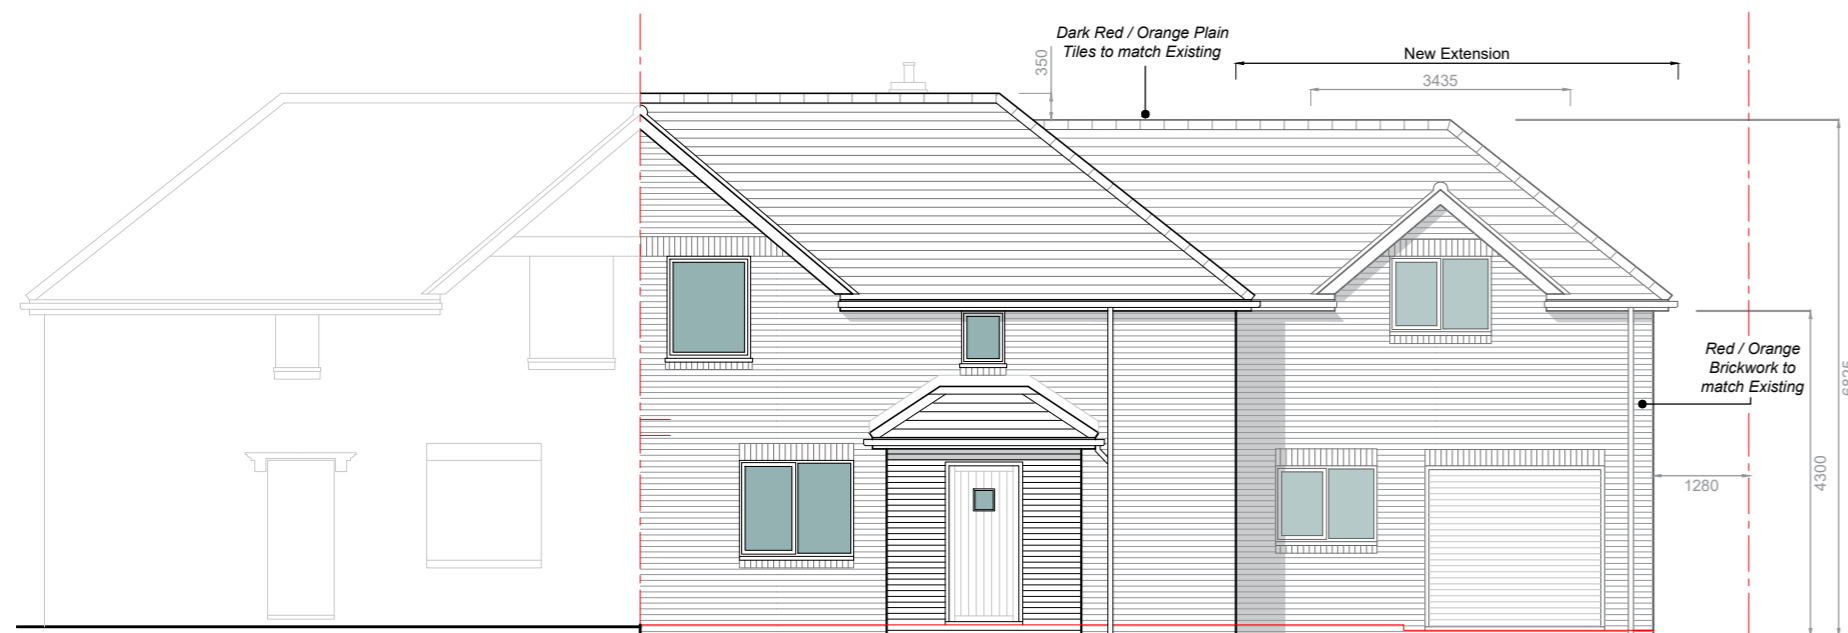 Dark Red / Orange Plain
Tiles to match Existing
350
New Extension
3435
Red / Orange
Brickwork to
match Existing
6825
4300
1280